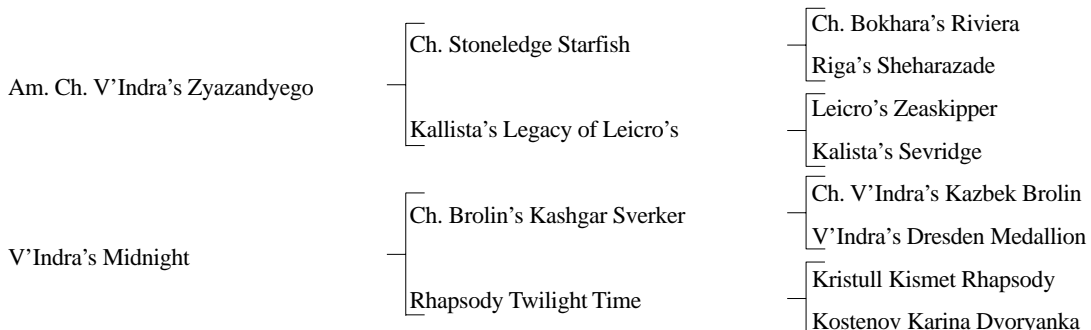 Ch. Bokhara’s Riviera
Ch. Stoneledge Starfish
Riga’s Sheharazade
Am. Ch. V’Indra’s Zyazandyego
Leicro’s Zeaskipper
Kallista’s Legacy of Leicro’s
Kalista’s Sevridge
Ch. V’Indra’s Kazbek Brolin
Ch. Brolin’s Kashgar Sverker
V’Indra’s Dresden Medallion
V’Indra’s Midnight
Kristull Kismet Rhapsody
Rhapsody Twilight Time
Kostenov Karina Dvoryanka